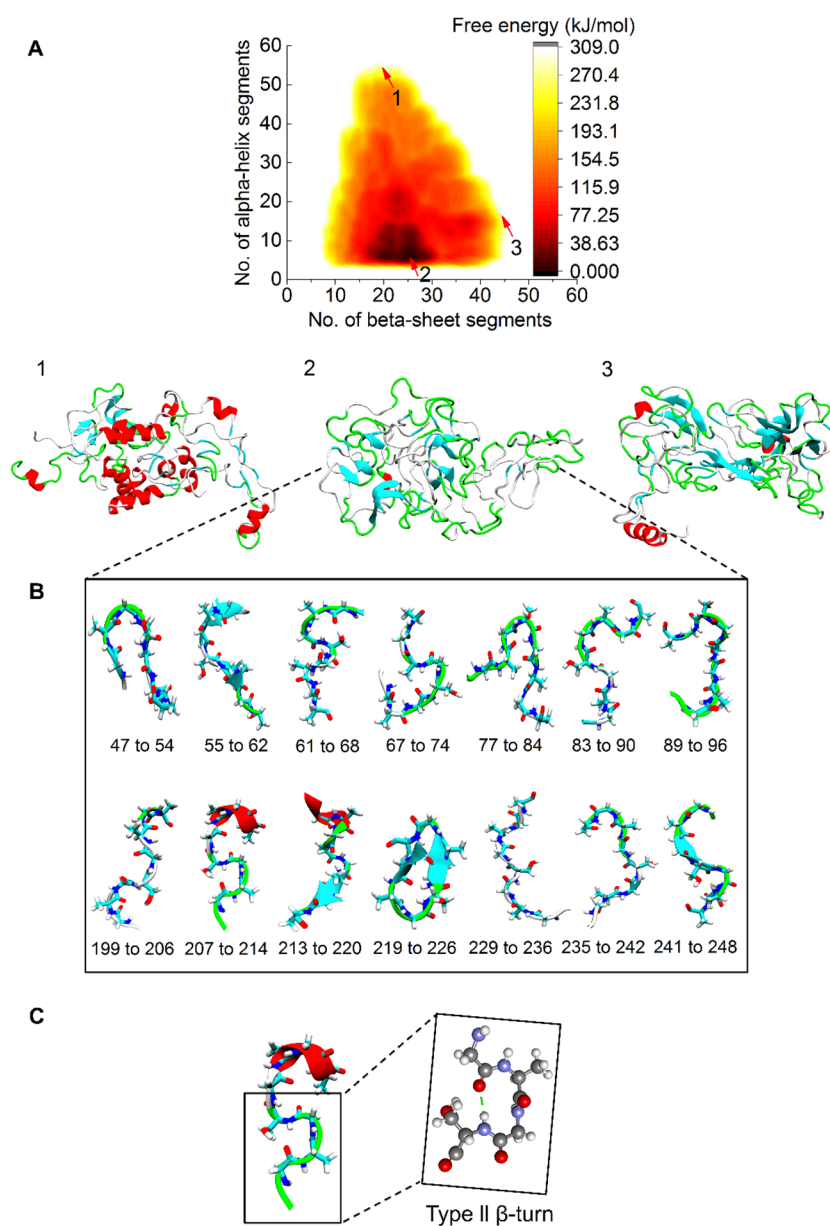 A
Free energy (kJ/mol)
No. of alpha-helix segments
60
50
40
30
20
10
0
0 10 20 30 40 50 60
No. of beta-sheet segments
309.0
270.4
231.8
193.1
154.5
115.9
77.25
38.63
0.000
1
2
3
1 2 3
B
47 to 54 55 to 62 61 to 68 67 to 74 77 to 84 83 to 90 89 to 96
199 to 206 207 to 214 213 to 220 219 to 226 229 to 236 235 to 242 241 to 248
C
Type II β-turn